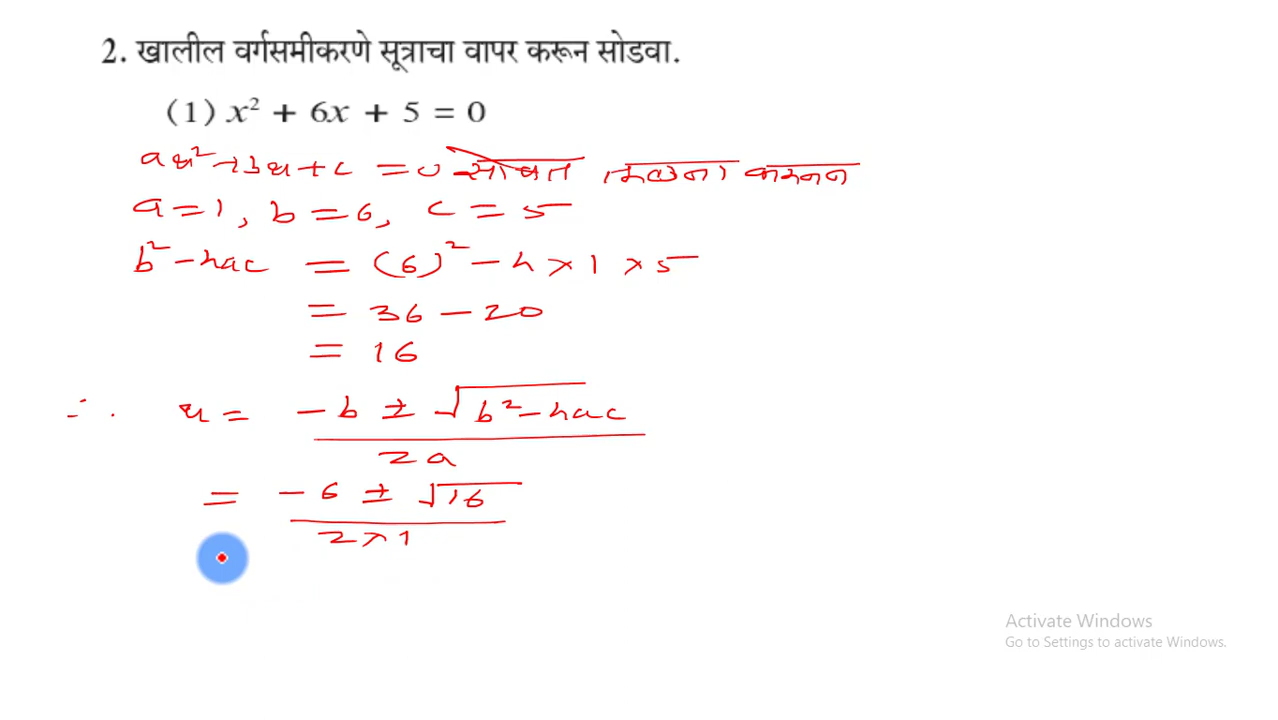 2. खालील वर्गसमीकरणे सूत्राचा वापर करून सोडवा.
(1) x² + 6x + 5 = 0
ax² + bx + c = 0 सोबत तुलना करून
a = 1, b = 6, c = 5
b² - 4ac = (6)² - 4 × 1 × 5
= 36 - 20
= 16
∴ x = -b ± √b² - 4ac
2a
= -6 ± √16
2 × 1
Activate Windows
Go to Settings to activate Windows.